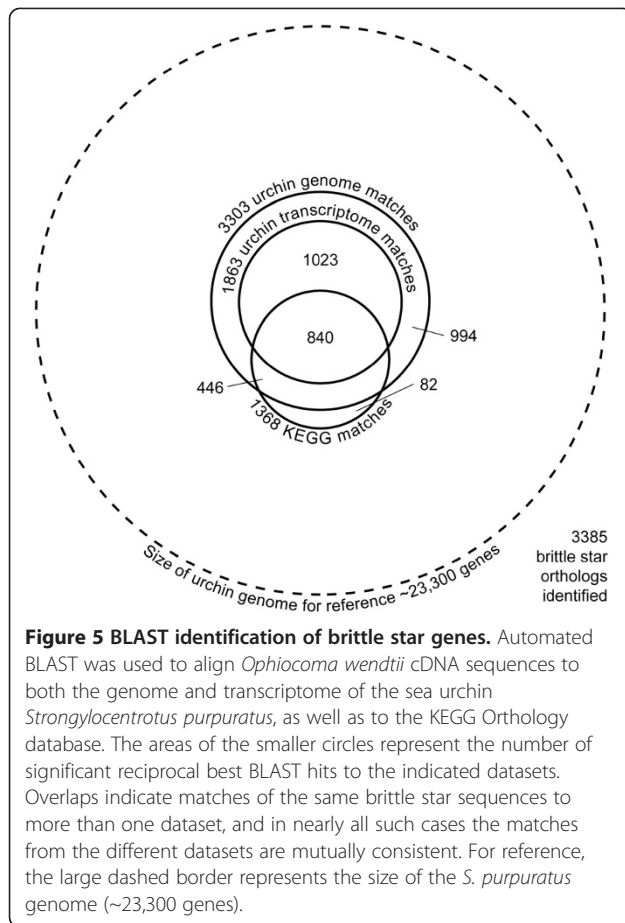 3303 urchin genome matches
1863 urchin transcriptome matches
1023
840
994
446
82
1368 KEGG matches
Size of urchin genome for reference ~23,300 genes
3385
brittle star
orthologs
identified
Figure 5 BLAST identification of brittle star genes. Automated
BLAST was used to align Ophiocoma wendtii cDNA sequences to
both the genome and transcriptome of the sea urchin
Strongylocentrotus purpuratus, as well as to the KEGG Orthology
database. The areas of the smaller circles represent the number of
significant reciprocal best BLAST hits to the indicated datasets.
Overlaps indicate matches of the same brittle star sequences to
more than one dataset, and in nearly all such cases the matches
from the different datasets are mutually consistent. For reference,
the large dashed border represents the size of the S. purpuratus
genome (~23,300 genes).